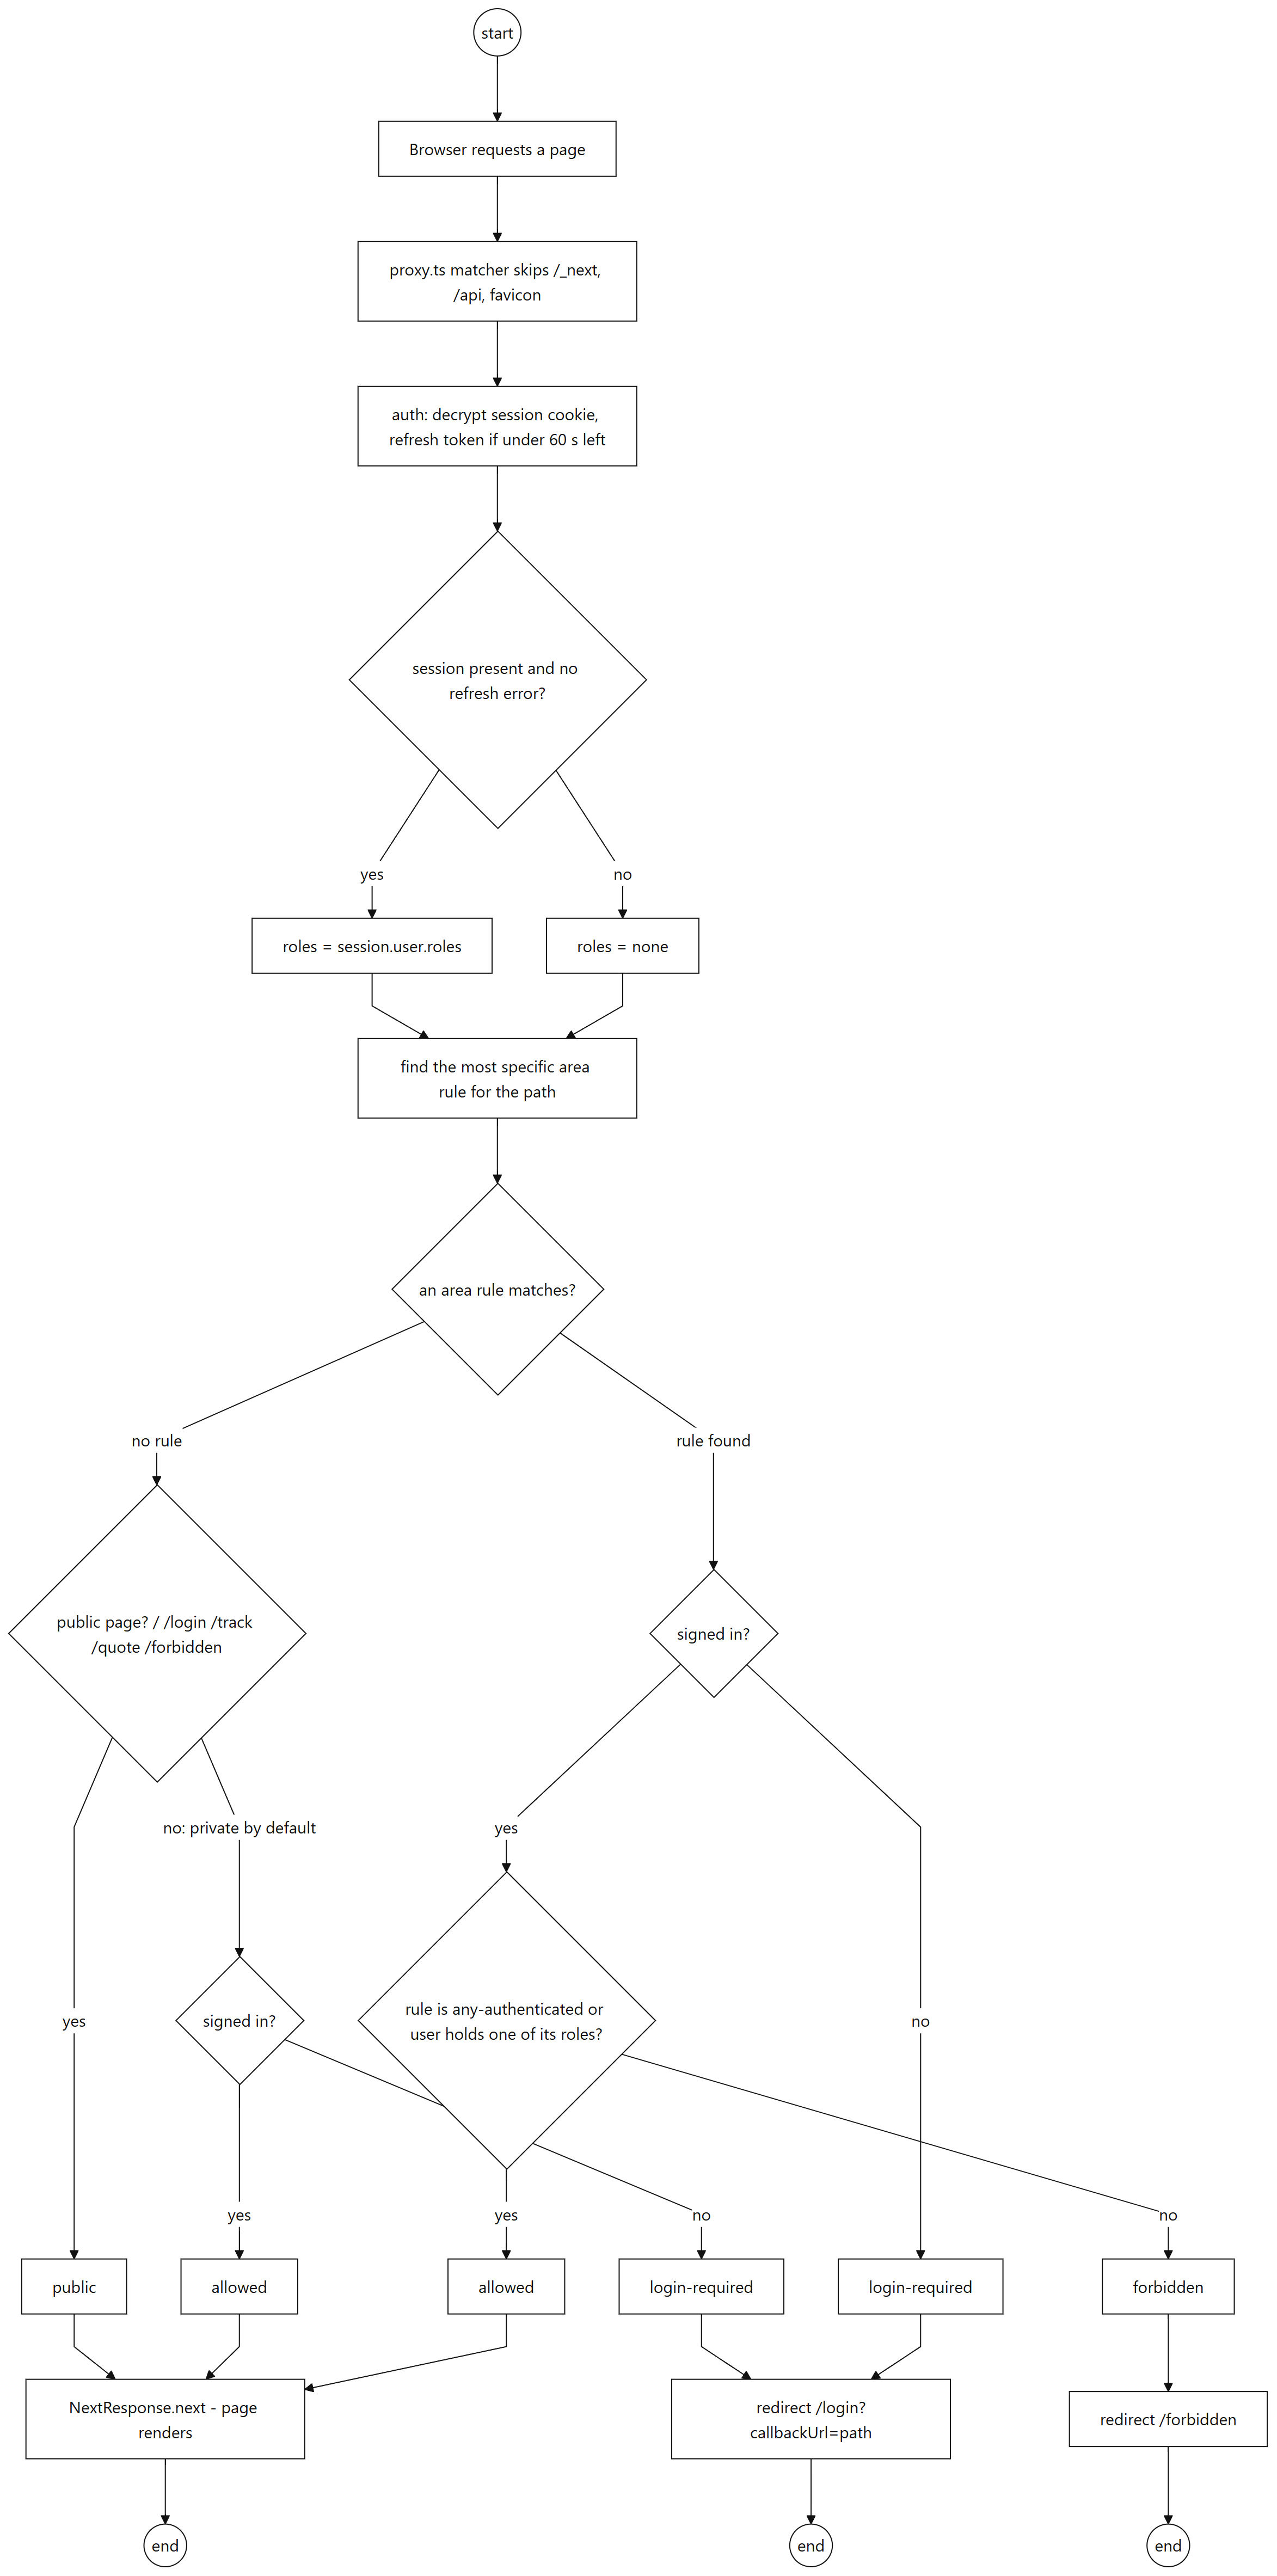 start
Browser requests a page
proxy.ts matcher skips /_next,
/api, favicon
auth: decrypt session cookie,
refresh token if under 60 s left
session present and no
refresh error?
yes
no
roles = session.user.roles
roles = none
find the most specific area
rule for the path
an area rule matches?
no rule
rule found
public page? / /login /track
/quote /forbidden
signed in?
no: private by default
yes
yes
signed in?
rule is any-authenticated or
user holds one of its roles?
no
yes
yes
no
no
public
allowed
allowed
login-required
login-required
forbidden
NextResponse.next - page
renders
redirect /login?
callbackUrl=path
redirect /forbidden
end
end
end